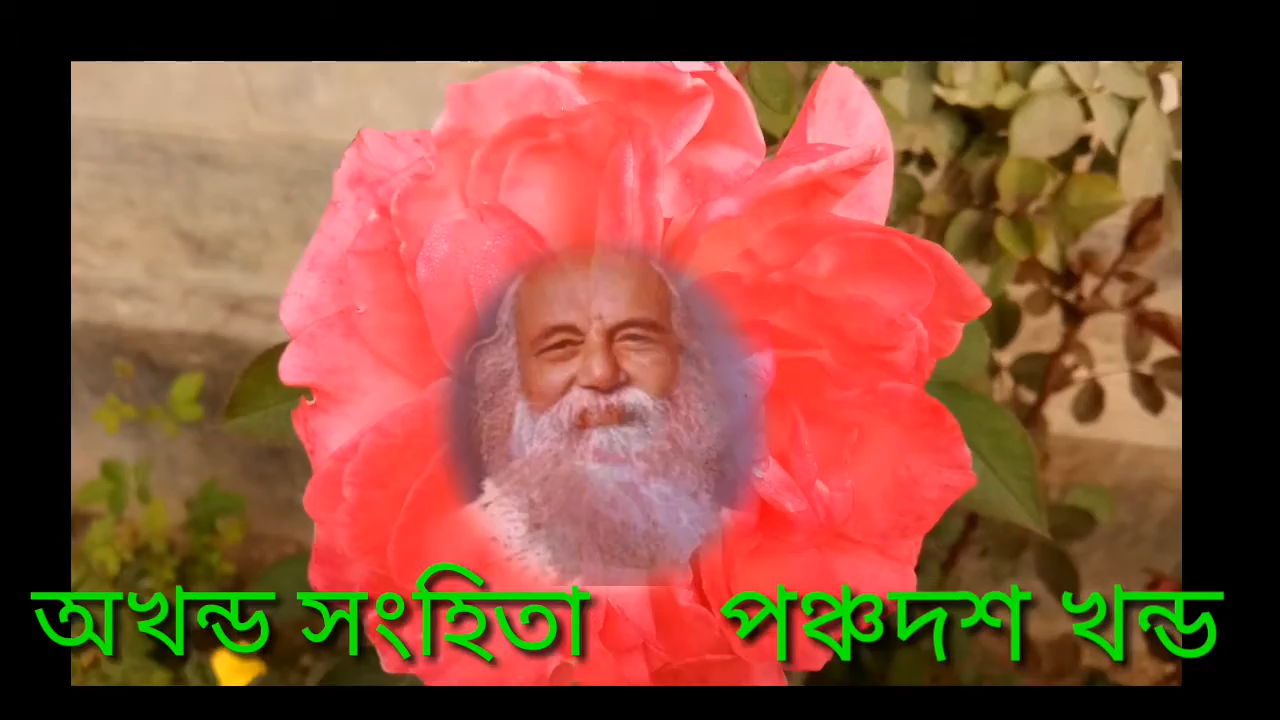 অখন্ড সংহিতা পঞ্চদশ খন্ড